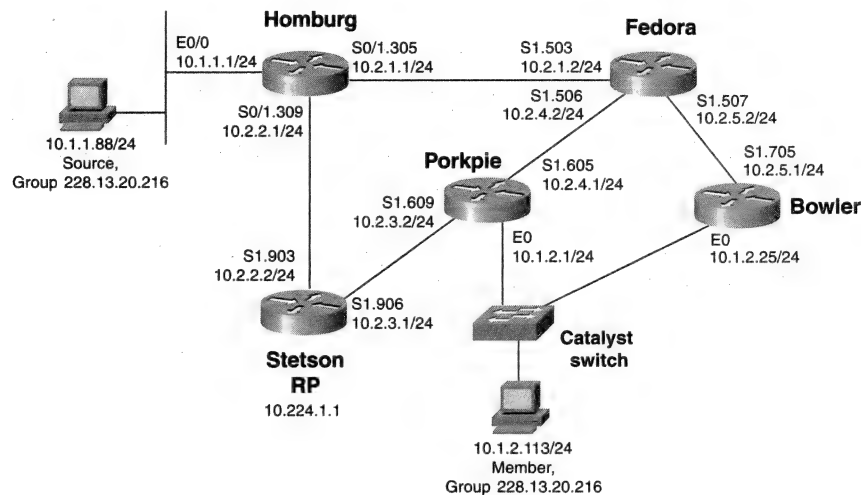 Homburg
Fedora
E0/0
10.1.1.1/24
S0/1.305
10.2.1.1/24
S1.503
10.2.1.2/24
S0/1.309
10.2.2.1/24
S1.506
10.2.4.2/24
S1.507
10.2.5.2/24
10.1.1.88/24
Source,
Group 228.13.20.216
Porkpie
S1.605
10.2.4.1/24
S1.705
10.2.5.1/24
Bowler
S1.609
10.2.3.2/24
E0
10.1.2.1/24
E0
10.1.2.25/24
S1.903
10.2.2.2/24
S1.906
10.2.3.1/24
Stetson
RP
10.224.1.1
Catalyst
switch
10.1.2.113/24
Member,
Group 228.13.20.216